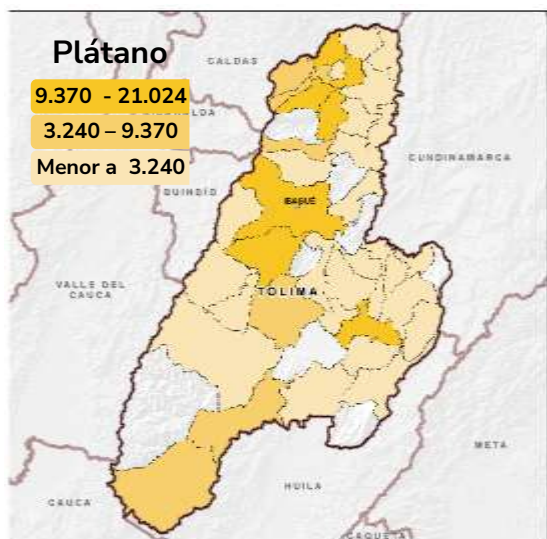 Plátano
9.370 - 21.024
3.240 – 9.370
Menor a 3.240
CALDAS
CUNDINAMARCA
QUINDÍO
IBAGUÉ
VALLE DEL
CAUCA
TOLIMA
META
HUILA
CAUCA
CAQUETÁ